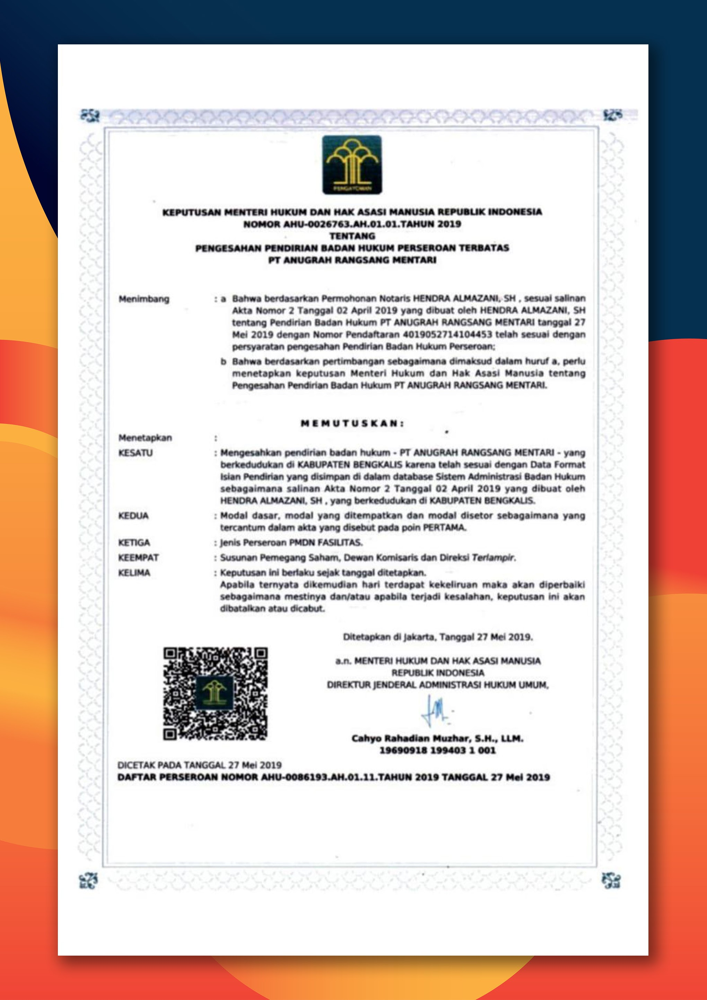 PENGAYOMAN
KEPUTUSAN MENTERI HUKUM DAN HAK ASASI MANUSIA REPUBLIK INDONESIA
NOMOR AHU-0026763.AH.01.01.TAHUN 2019
TENTANG
PENGESAHAN PENDIRIAN BADAN HUKUM PERSEROAN TERBATAS
PT ANUGRAH RANGSANG MENTARI
Menimbang : a Bahwa berdasarkan Permohonan Notaris HENDRA ALMAZANI, SH , sesuai salinan
Akta Nomor 2 Tanggal 02 April 2019 yang dibuat oleh HENDRA ALMAZANI, SH
tentang Pendirian Badan Hukum PT ANUGRAH RANGSANG MENTARI tanggal 27
Mei 2019 dengan Nomor Pendaftaran 4019052714104453 telah sesuai dengan
persyaratan pengesahan Pendirian Badan Hukum Perseroan;
b Bahwa berdasarkan pertimbangan sebagaimana dimaksud dalam huruf a, perlu
menetapkan keputusan Menteri Hukum dan Hak Asasi Manusia tentang
Pengesahan Pendirian Badan Hukum PT ANUGRAH RANGSANG MENTARI.
M E M U T U S K A N :
Menetapkan :
KESATU : Mengesahkan pendirian badan hukum - PT ANUGRAH RANGSANG MENTARI - yang
berkedudukan di KABUPATEN BENGKALIS karena telah sesuai dengan Data Format
Isian Pendirian yang disimpan di dalam database Sistem Administrasi Badan Hukum
sebagaimana salinan Akta Nomor 2 Tanggal 02 April 2019 yang dibuat oleh
HENDRA ALMAZANI, SH , yang berkedudukan di KABUPATEN BENGKALIS.
KEDUA : Modal dasar, modal yang ditempatkan dan modal disetor sebagaimana yang
tercantum dalam akta yang disebut pada poin PERTAMA.
KETIGA : Jenis Perseroan PMDN FASILITAS.
KEEMPAT : Susunan Pemegang Saham, Dewan Komisaris dan Direksi Terlampir.
KELIMA : Keputusan ini berlaku sejak tanggal ditetapkan.
Apabila ternyata dikemudian hari terdapat kekeliruan maka akan diperbaiki
sebagaimana mestinya dan/atau apabila terjadi kesalahan, keputusan ini akan
dibatalkan atau dicabut.
Ditetapkan di Jakarta, Tanggal 27 Mei 2019.
a.n. MENTERI HUKUM DAN HAK ASASI MANUSIA
REPUBLIK INDONESIA
DIREKTUR JENDERAL ADMINISTRASI HUKUM UMUM,
Cahyo Rahadian Muzhar, S.H., LLM.
19690918 199403 1 001
DICETAK PADA TANGGAL 27 Mei 2019
DAFTAR PERSEROAN NOMOR AHU-0086193.AH.01.11.TAHUN 2019 TANGGAL 27 Mei 2019